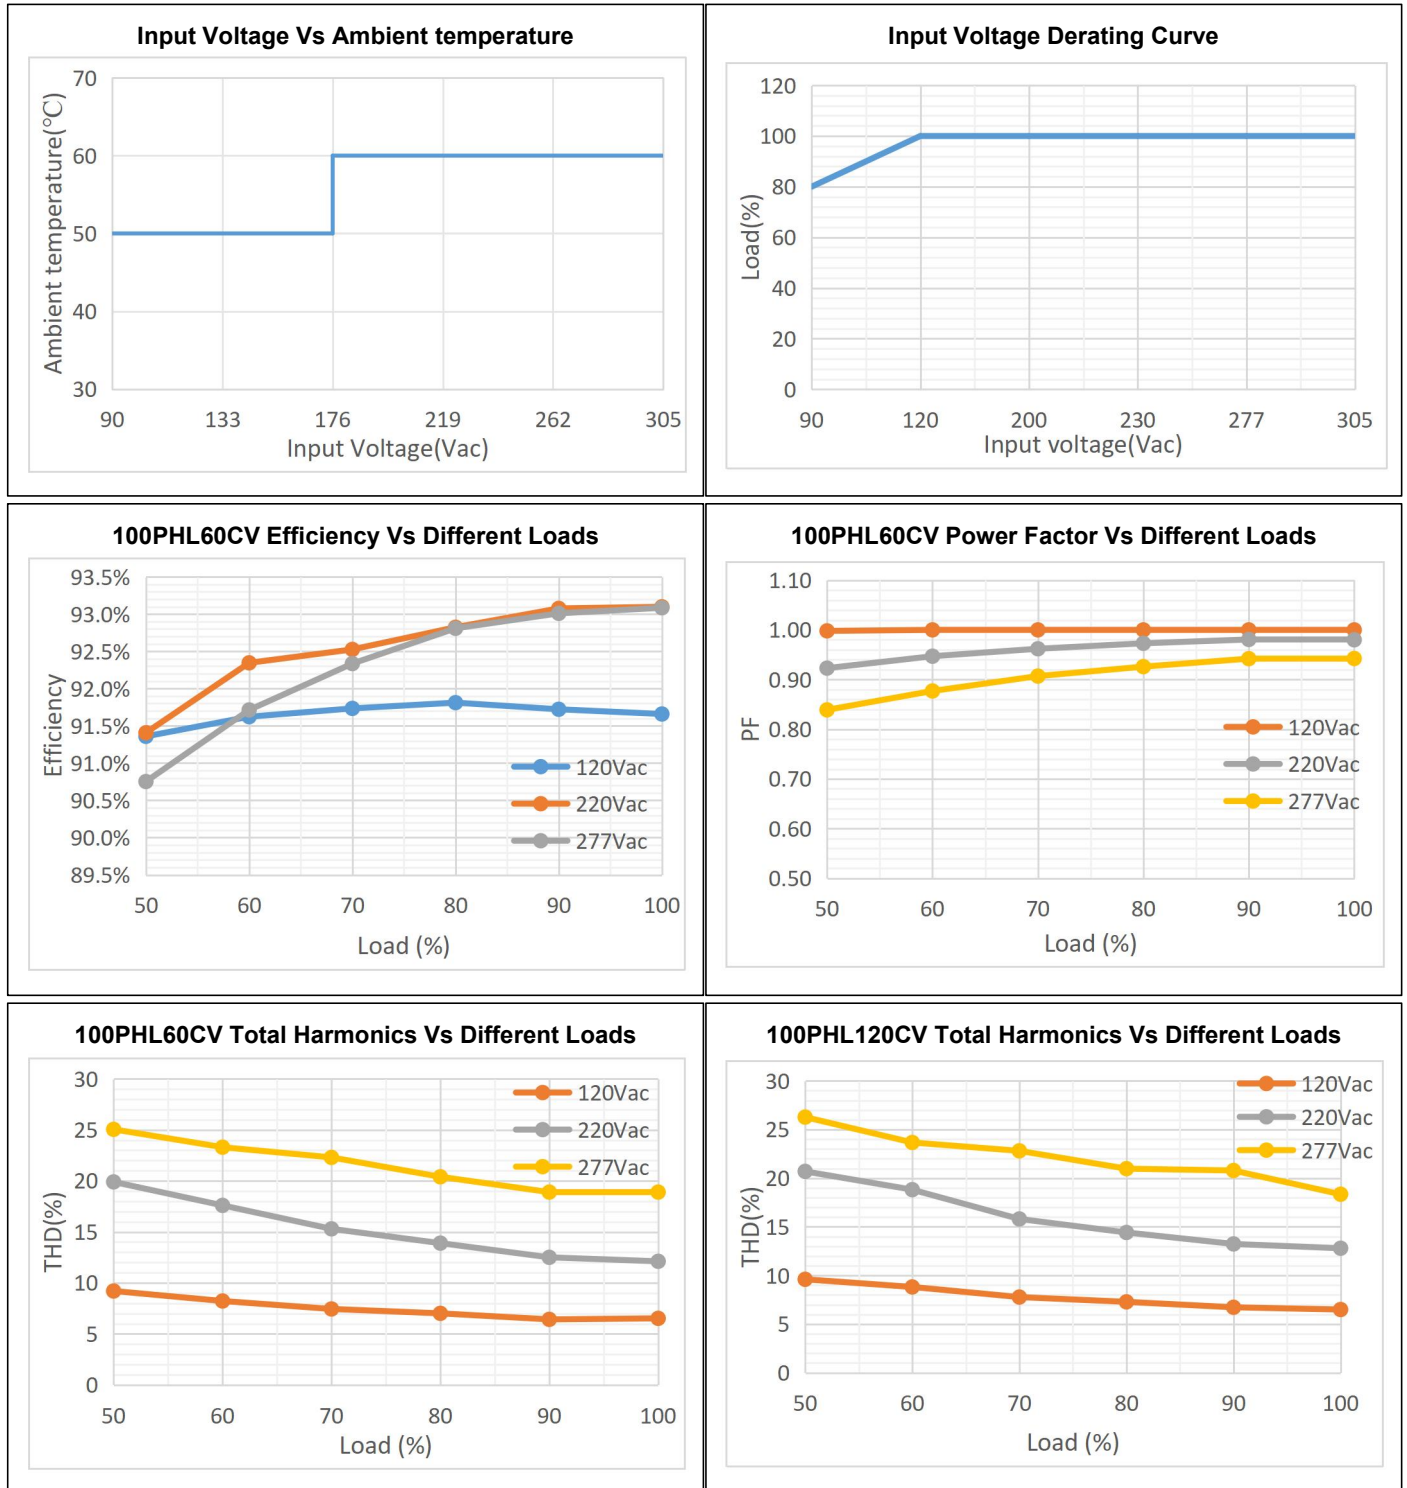 Input Voltage Vs Ambient temperature
Ambient temperature(℃)
70
60
50
40
30
90 133 176 219 262 305
Input Voltage(Vac)
Input Voltage Derating Curve
Load(%)
120
100
80
60
40
20
0
90 120 200 230 277 305
Input voltage(Vac)
100PHL60CV Efficiency Vs Different Loads
Efficiency
93.5%
93.0%
92.5%
92.0%
91.5%
91.0%
90.5%
90.0%
89.5%
120Vac
220Vac
277Vac
50 60 70 80 90 100
Load (%)
100PHL60CV Power Factor Vs Different Loads
PF
1.10
1.00
0.90
0.80
0.70
0.60
0.50
120Vac
220Vac
277Vac
50 60 70 80 90 100
Load (%)
100PHL60CV Total Harmonics Vs Different Loads
THD(%)
30
25
20
15
10
5
0
120Vac
220Vac
277Vac
50 60 70 80 90 100
Load (%)
100PHL120CV Total Harmonics Vs Different Loads
THD(%)
30
25
20
15
10
5
0
120Vac
220Vac
277Vac
50 60 70 80 90 100
Load (%)